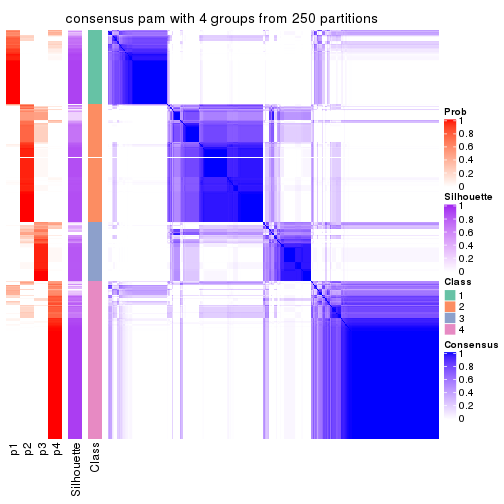 consensus pam with 4 groups from 250 partitions
Prob
1
0.8
0.6
0.4
0.2
0
Silhouette
1
0.8
0.6
0.4
0.2
0
Class
1
2
3
4
Consensus
1
0.8
0.6
0.4
0.2
0
p1
p2
p3
p4
Silhouette
Class